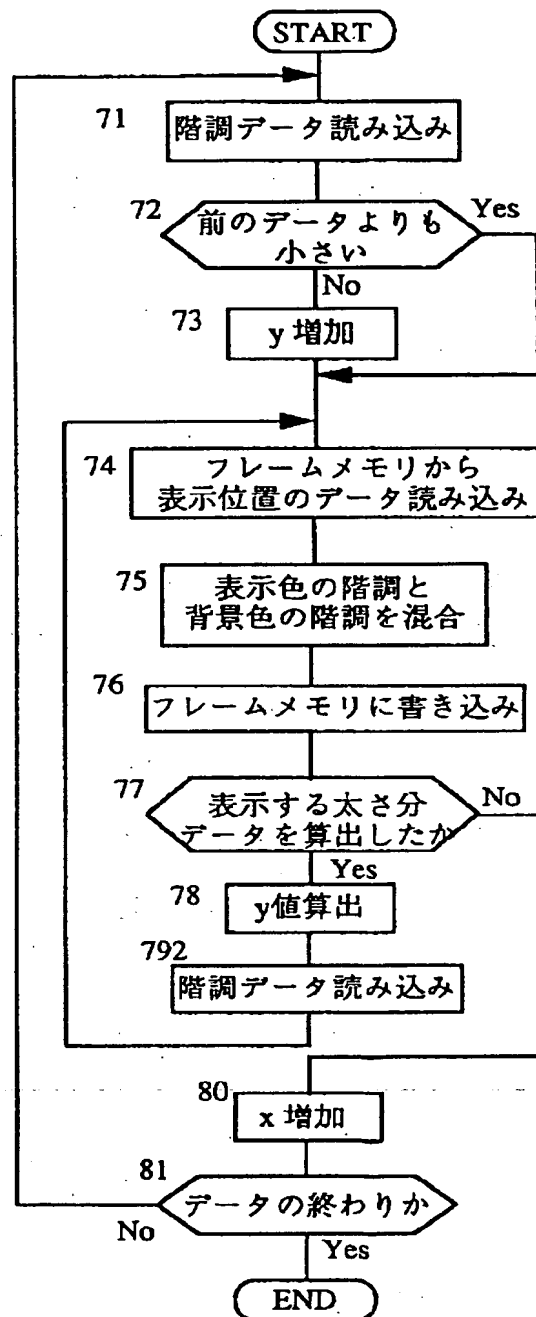 START
71
階調データ読み込み
72
前のデータよりも
小さい
Yes
No
73
y 増加
74
フレームメモリから
表示位置のデータ読み込み
75
表示色の階調と
背景色の階調を混合
76
フレームメモリに書き込み
77
表示する太さ分
データを算出したか
No
Yes
78
y値算出
792
階調データ読み込み
80
x 増加
81
データの終わりか
No
Yes
END